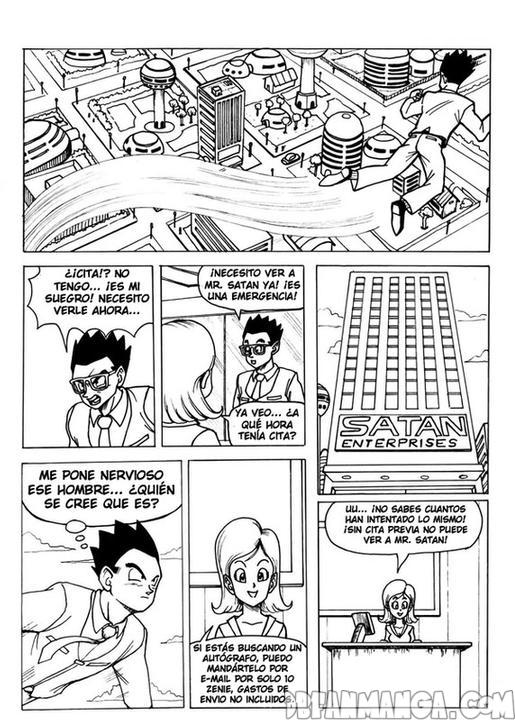 SATAN
ENTERPRISES
¡NECESITO VER A
MR. SATAN YA! ¡ES
UNA EMERGENCIA!
YA VEO... ¿A
QUÉ HORA
TENÍA CITA?
¿¡CITA!? NO
TENGO... ¡ES MI
SUEGRO! NECESITO
VERLE AHORA...
UU... ¡NO SABES CUANTOS
HAN INTENTADO LO MISMO!
¡SIN CITA PREVIA NO PUEDE
VER A MR. SATAN!
SI ESTÁS BUSCANDO UN
AUTÓGRAFO, PUEDO
MANDÁRTELO POR
E-MAIL POR SOLO 10
ZENIE, GASTOS DE
ENVIO NO INCLUIDOS
ME PONE NERVIOSO
ESE HOMBRE... ¿QUIÉN
SE CREE QUE ES?
DBFANMANGA.COM